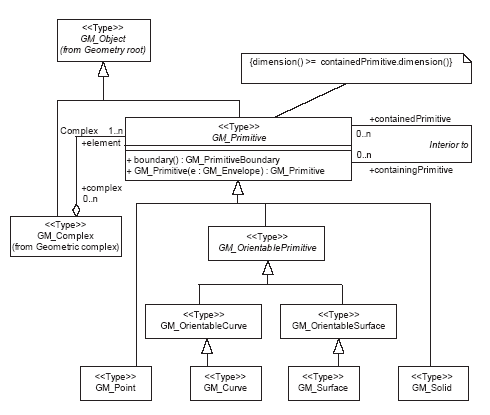 <<Type>>
GM_Object
(from Geometry root)
{dimension() >= containedPrimitive.dimension()}
Complex 1..n
+element
<<Type>>
GM_Primitive
+ boundary() : GM_PrimitiveBoundary
+ GM_Primitive(e : GM_Envelope) : GM_Primitive
+containedPrimitive
0..n
Interior to
0..n
+containingPrimitive
+complex
0..n
<<Type>>
GM_Complex
(from Geometric complex)
<<Type>>
GM_OrientablePrimitive
<<Type>>
GM_OrientableCurve
<<Type>>
GM_OrientableSurface
<<Type>>
GM_Point
<<Type>>
GM_Curve
<<Type>>
GM_Surface
<<Type>>
GM_Solid